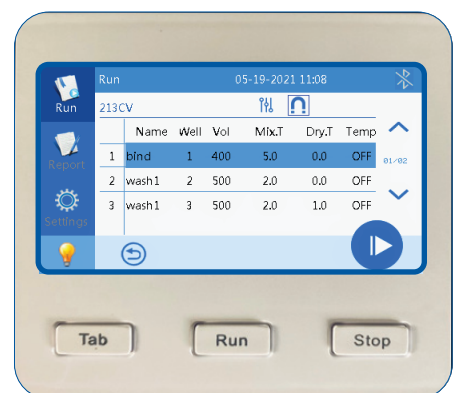 Run 05-19-2021 11:08
Run
213CV
Name Well Vol Mix.T Dry.T Temp
1 bind 1 400 5.0 0.0 OFF
01/02
Report
2 wash1 2 500 2.0 0.0 OFF
3 wash1 3 500 2.0 1.0 OFF
Settings
Tab Run Stop